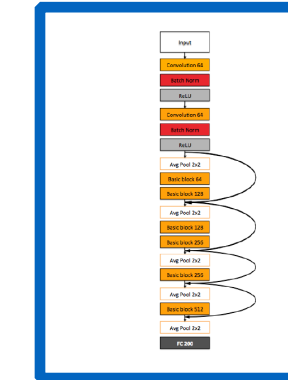 Input
Convolution 64
Batch Norm
ReLU
Convolution 64
Batch Norm
ReLU
Avg Pool 2x2
Basic block 64
Basic block 128
Avg Pool 2x2
Basic block 128
Basic block 256
Avg Pool 2x2
Basic block 256
Avg Pool 2x2
Basic block 512
Avg Pool 2x2
FC 200